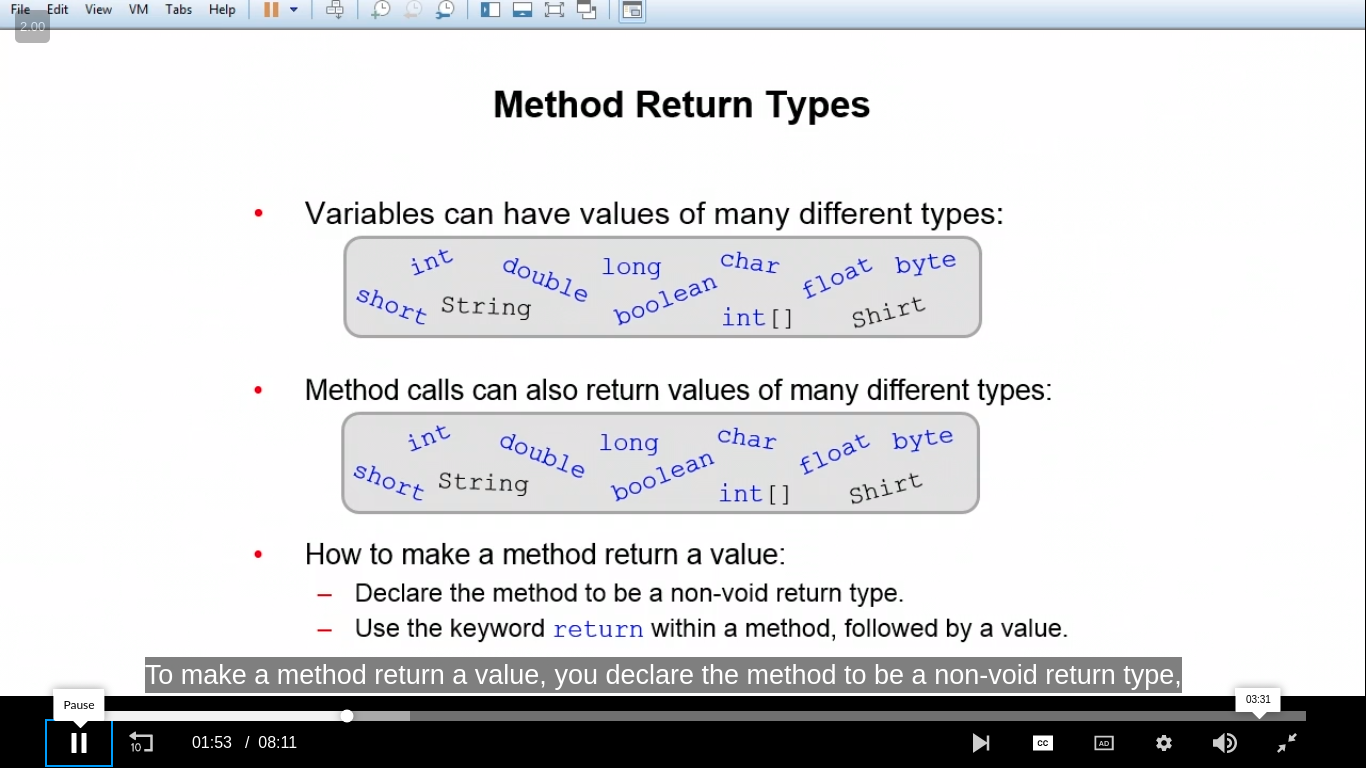 File Edit View VM Tabs Help
2.00
Method Return Types
• Variables can have values of many different types:
int double long char float byte
short String boolean int[] Shirt
• Method calls can also return values of many different types:
int double long char float byte
short String boolean int[] Shirt
• How to make a method return a value:
– Declare the method to be a non-void return type.
– Use the keyword return within a method, followed by a value.
To make a method return a value, you declare the method to be a non-void return type,
Pause
03:31
10 01:53 / 08:11 CC AD